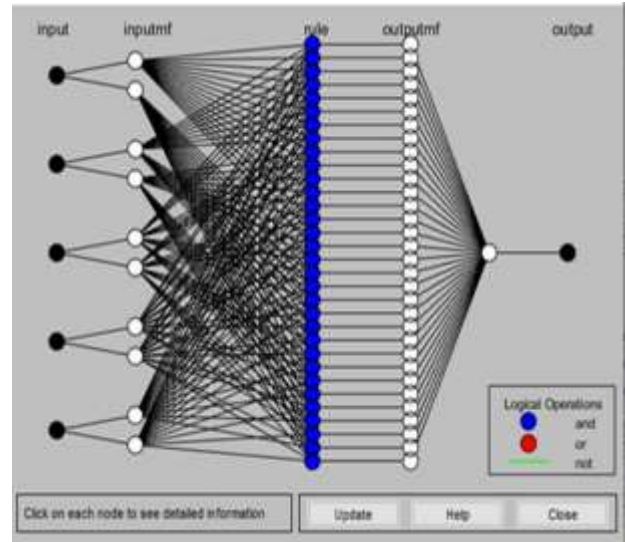 input inputmf rule outputmf output
Logical Operations
and
or
not
Click on each node to see detailed information
Update Help Close